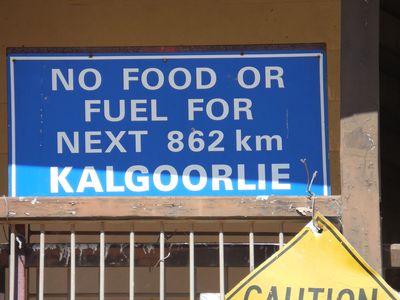 NO FOOD OR
FUEL FOR
NEXT 862 km
KALGOORLIE
CAUTION